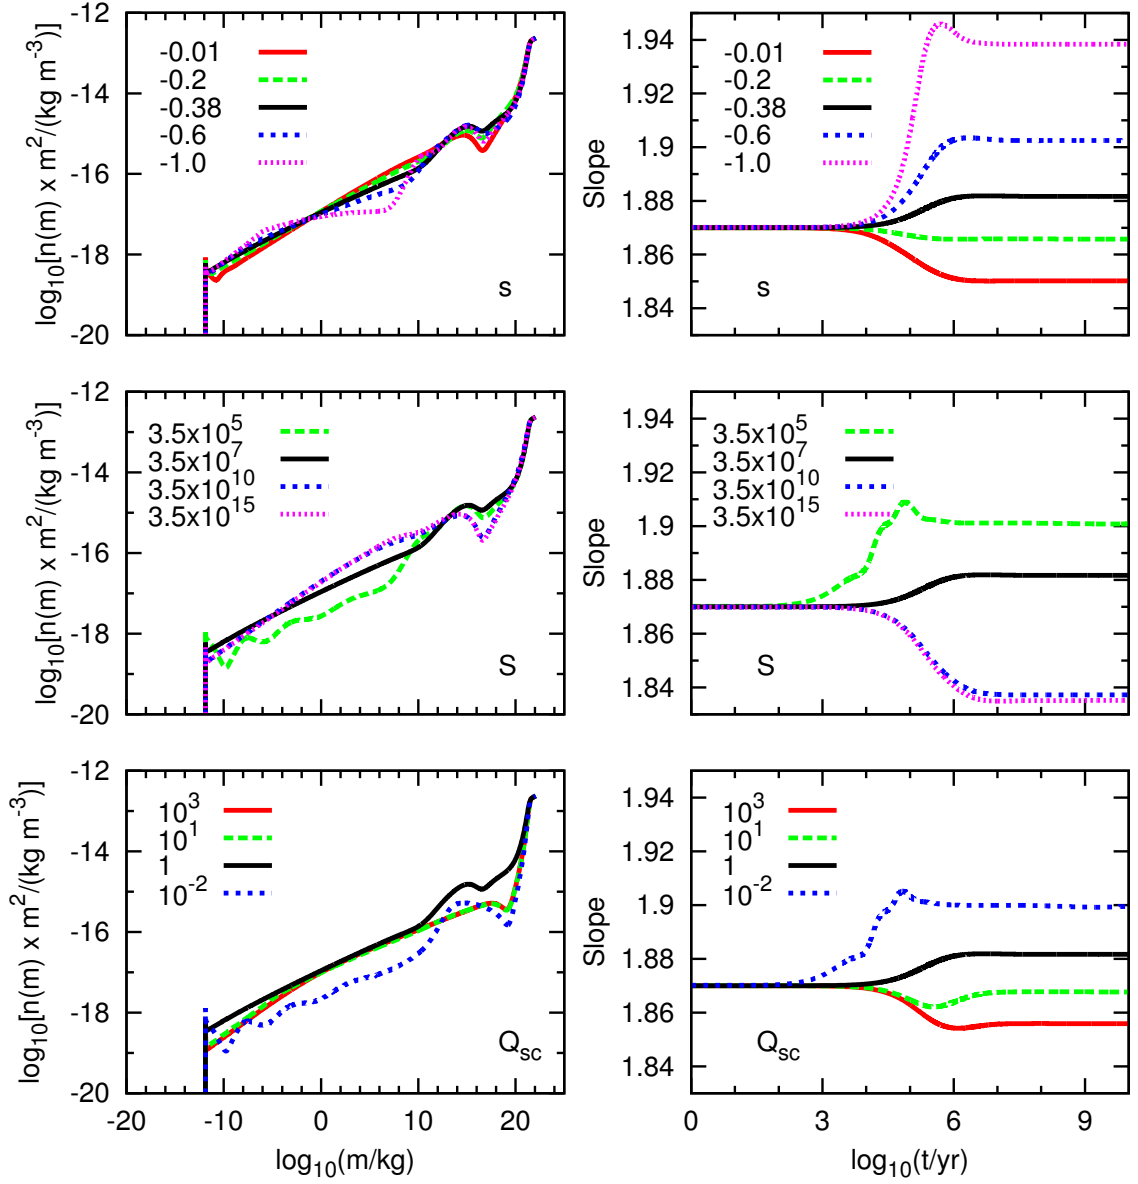 log10[n(m) x m²/(kg m⁻³)]
-12
-14
-16
-18
-20
-0.01
-0.2
-0.38
-0.6
-1.0
s
Slope
1.94
1.92
1.9
1.88
1.86
1.84
-0.01
-0.2
-0.38
-0.6
-1.0
s
log10[n(m) x m²/(kg m⁻³)]
-12
-14
-16
-18
-20
3.5x10⁵
3.5x10⁷
3.5x10¹⁰
3.5x10¹⁵
S
Slope
1.94
1.92
1.9
1.88
1.86
1.84
3.5x10⁵
3.5x10⁷
3.5x10¹⁰
3.5x10¹⁵
S
log10[n(m) x m²/(kg m⁻³)]
-12
-14
-16
-18
-20
10³
10¹
1
10⁻²
Qsc
-20 -10 0 10 20
log10(m/kg)
Slope
1.94
1.92
1.9
1.88
1.86
1.84
10³
10¹
1
10⁻²
Qsc
0 3 6 9
log10(t/yr)